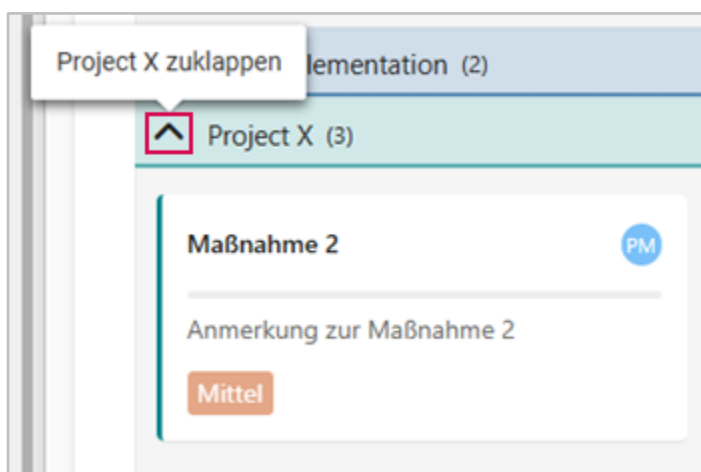 Project X zuklappen
lementation (2)
Project X (3)
Maßnahme 2
PM
Anmerkung zur Maßnahme 2
Mittel